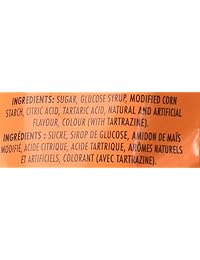 INGREDIENTS: SUGAR, GLUCOSE SYRUP, MODIFIED CORN
STARCH, CITRIC ACID, TARTARIC ACID, NATURAL AND ARTIFICIAL
FLAVOUR, COLOUR (WITH TARTRAZINE).
INGRÉDIENTS : SUCRE, SIROP DE GLUCOSE, AMIDON DE MAÏS
MODIFIÉ, ACIDE CITRIQUE, ACIDE TARTRIQUE, ARÔMES NATURELS
ET ARTIFICIELS, COLORANT (AVEC TARTRAZINE).